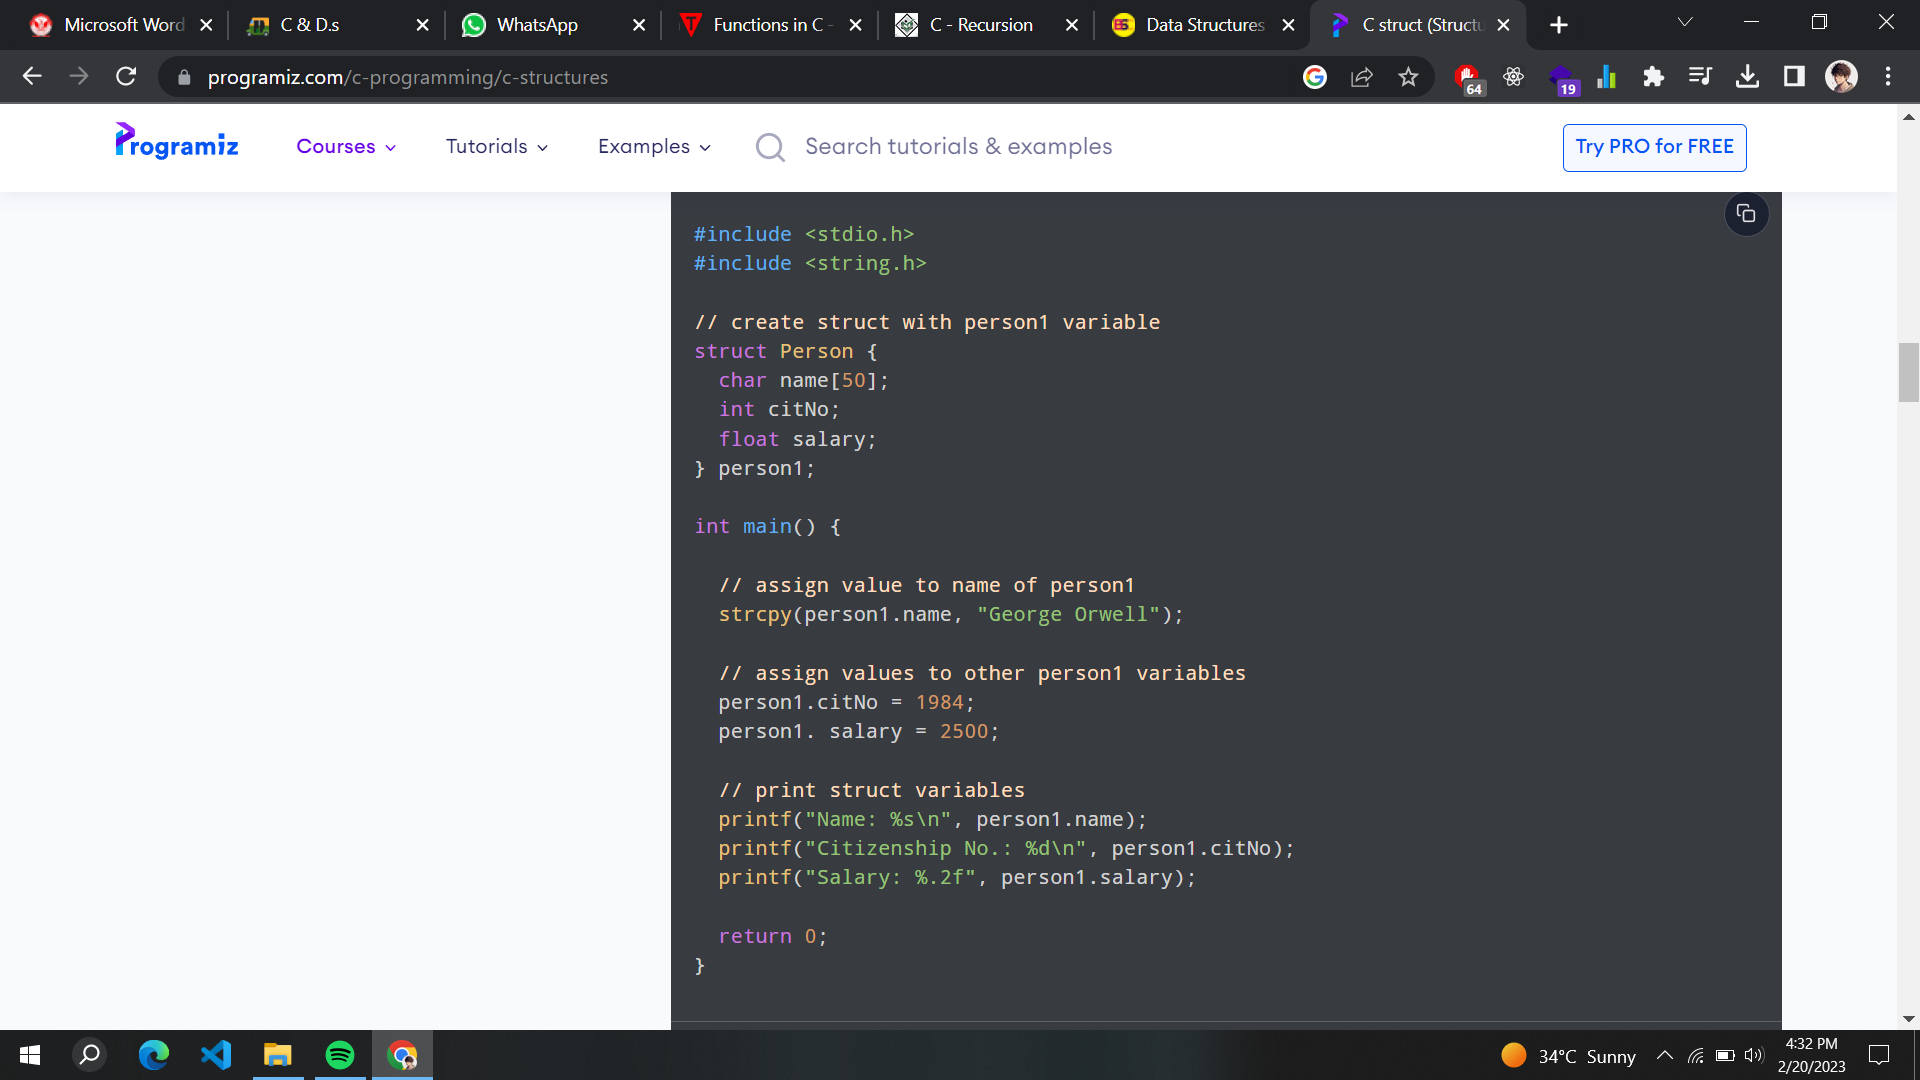 Microsoft Word
C & D.s
WhatsApp
Functions in C -
C - Recursion
Data Structures
C struct (Structu
programiz.com/c-programming/c-structures
64
19
Programiz
Courses
Tutorials
Examples
Search tutorials & examples
Try PRO for FREE
#include <stdio.h>
#include <string.h>
// create struct with person1 variable
struct Person {
  char name[50];
  int citNo;
  float salary;
} person1;
int main() {
  // assign value to name of person1
  strcpy(person1.name, "George Orwell");
  // assign values to other person1 variables
  person1.citNo = 1984;
  person1. salary = 2500;
  // print struct variables
  printf("Name: %s\n", person1.name);
  printf("Citizenship No.: %d\n", person1.citNo);
  printf("Salary: %.2f", person1.salary);
  return 0;
}
34°C Sunny
4:32 PM
2/20/2023